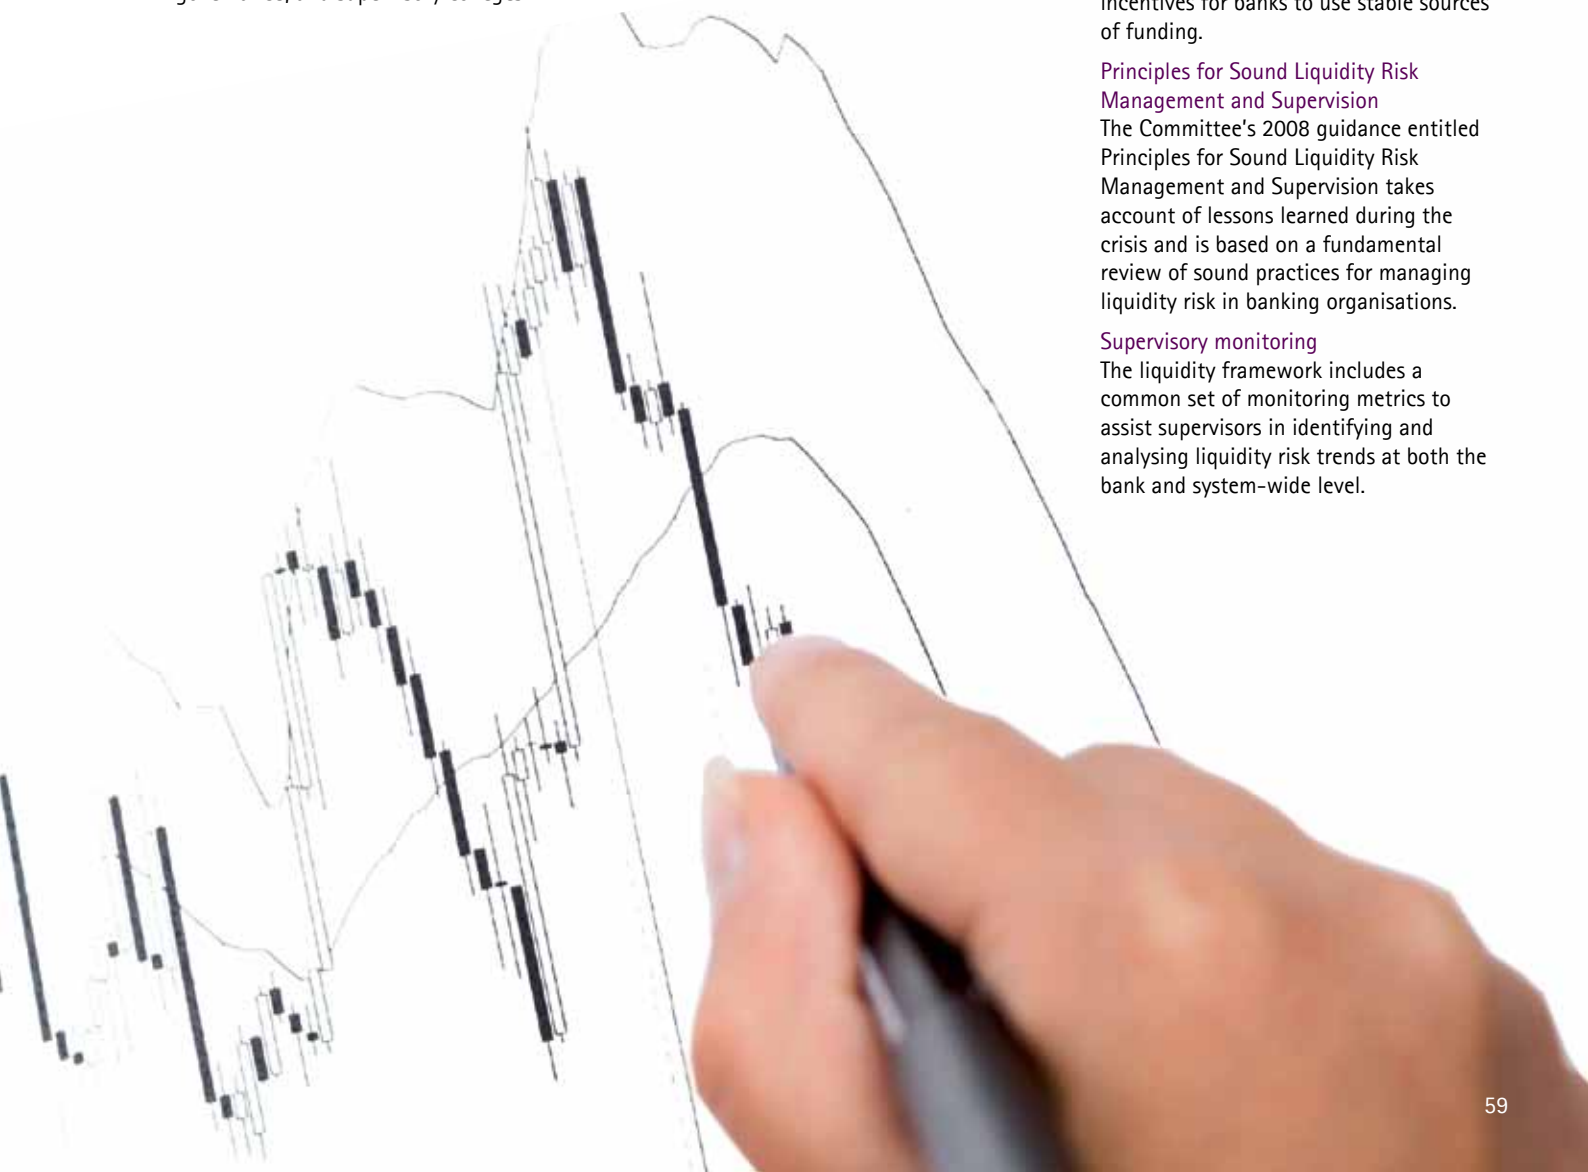 incentives for banks to use stable sources
of funding.
Principles for Sound Liquidity Risk
Management and Supervision
The Committee's 2008 guidance entitled
Principles for Sound Liquidity Risk
Management and Supervision takes
account of lessons learned during the
crisis and is based on a fundamental
review of sound practices for managing
liquidity risk in banking organisations.
Supervisory monitoring
The liquidity framework includes a
common set of monitoring metrics to
assist supervisors in identifying and
analysing liquidity risk trends at both the
bank and system-wide level.
59